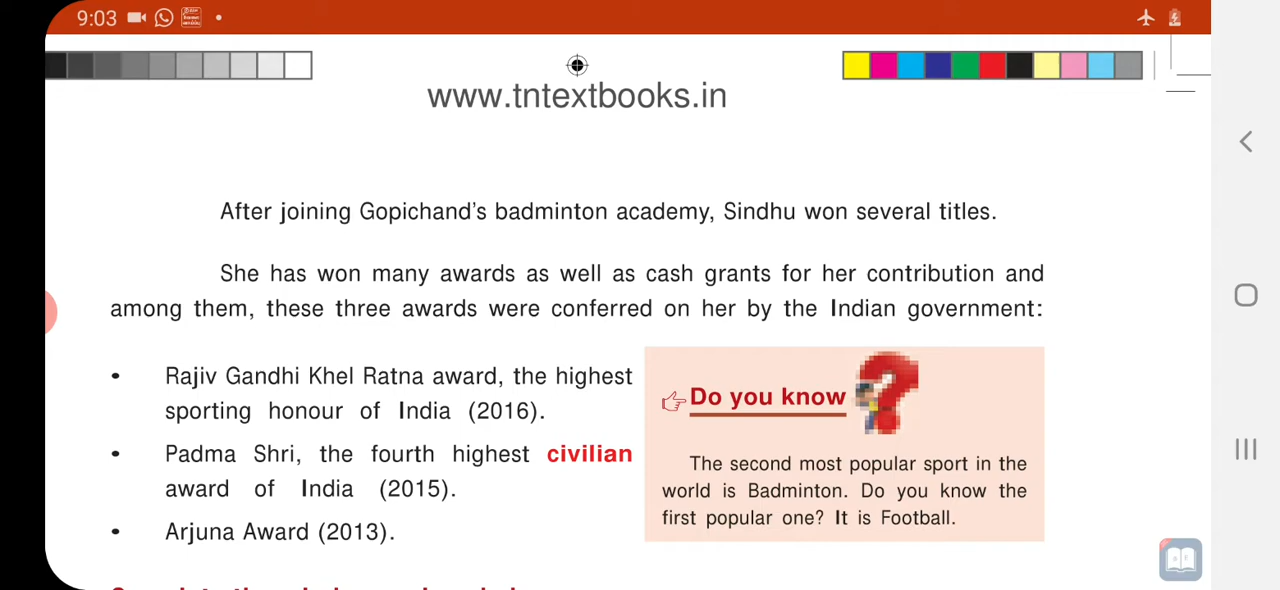 9:03
www.tntextbooks.in
After joining Gopichand's badminton academy, Sindhu won several titles.
She has won many awards as well as cash grants for her contribution and
among them, these three awards were conferred on her by the Indian government:
• Rajiv Gandhi Khel Ratna award, the highest
sporting honour of India (2016).
• Padma Shri, the fourth highest civilian
award of India (2015).
• Arjuna Award (2013).
Do you know
The second most popular sport in the
world is Badminton. Do you know the
first popular one? It is Football.